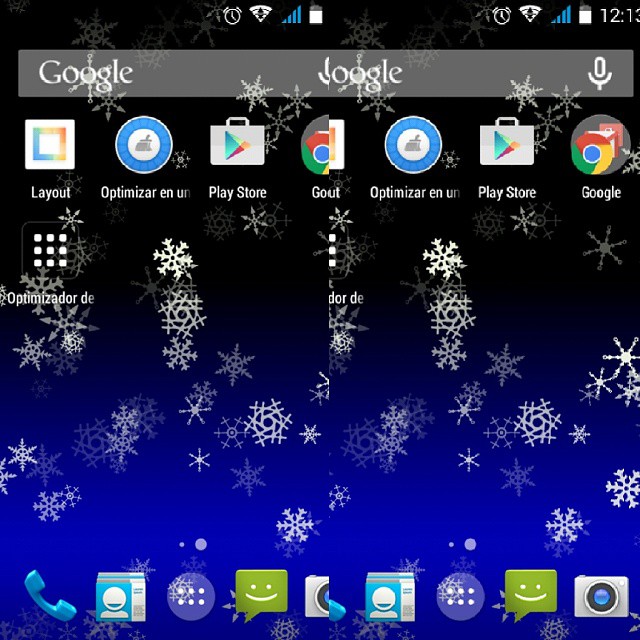 12:13
Google
oogle
Layout
Optimizar en un
Play Store
Gout
Optimizar en un
Play Store
Google
Optimizador de
dor de